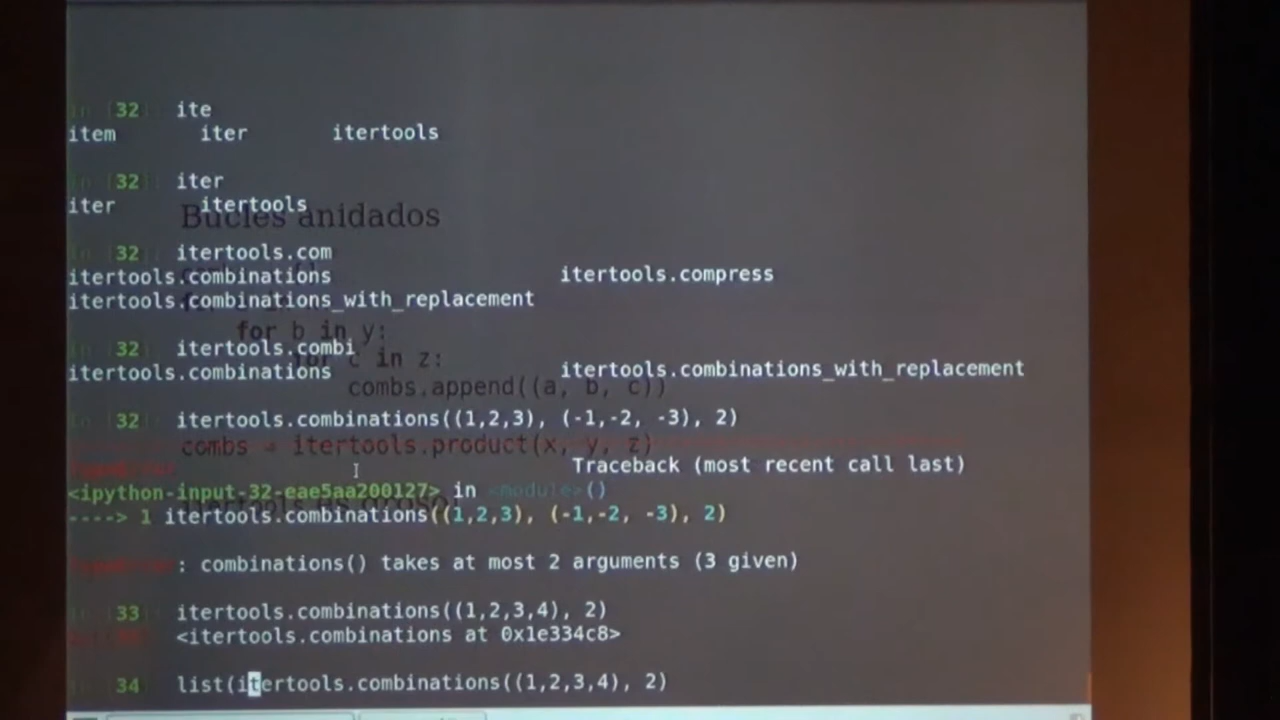 In [32]: ite
item iter itertools
In [32]: iter
iter itertools
Bucles anidados
In [32]: itertools.com
itertools.combinations itertools.compress
itertools.combinations_with_replacement
for b in y:
In [32]: itertools.combi
for c in z:
itertools.combinations itertools.combinations_with_replacement
combs.append((a, b, c))
In [32]: itertools.combinations((1,2,3), (-1,-2, -3), 2)
combs = itertools.product(x, y, z)
TypeError Traceback (most recent call last)
<ipython-input-32-eae5aa200127> in <module>()
----> 1 itertools.combinations((1,2,3), (-1,-2, -3), 2)
TypeError: combinations() takes at most 2 arguments (3 given)
In [33]: itertools.combinations((1,2,3,4), 2)
<itertools.combinations at 0x1e334c8>
In [34]: list(itertools.combinations((1,2,3,4), 2)